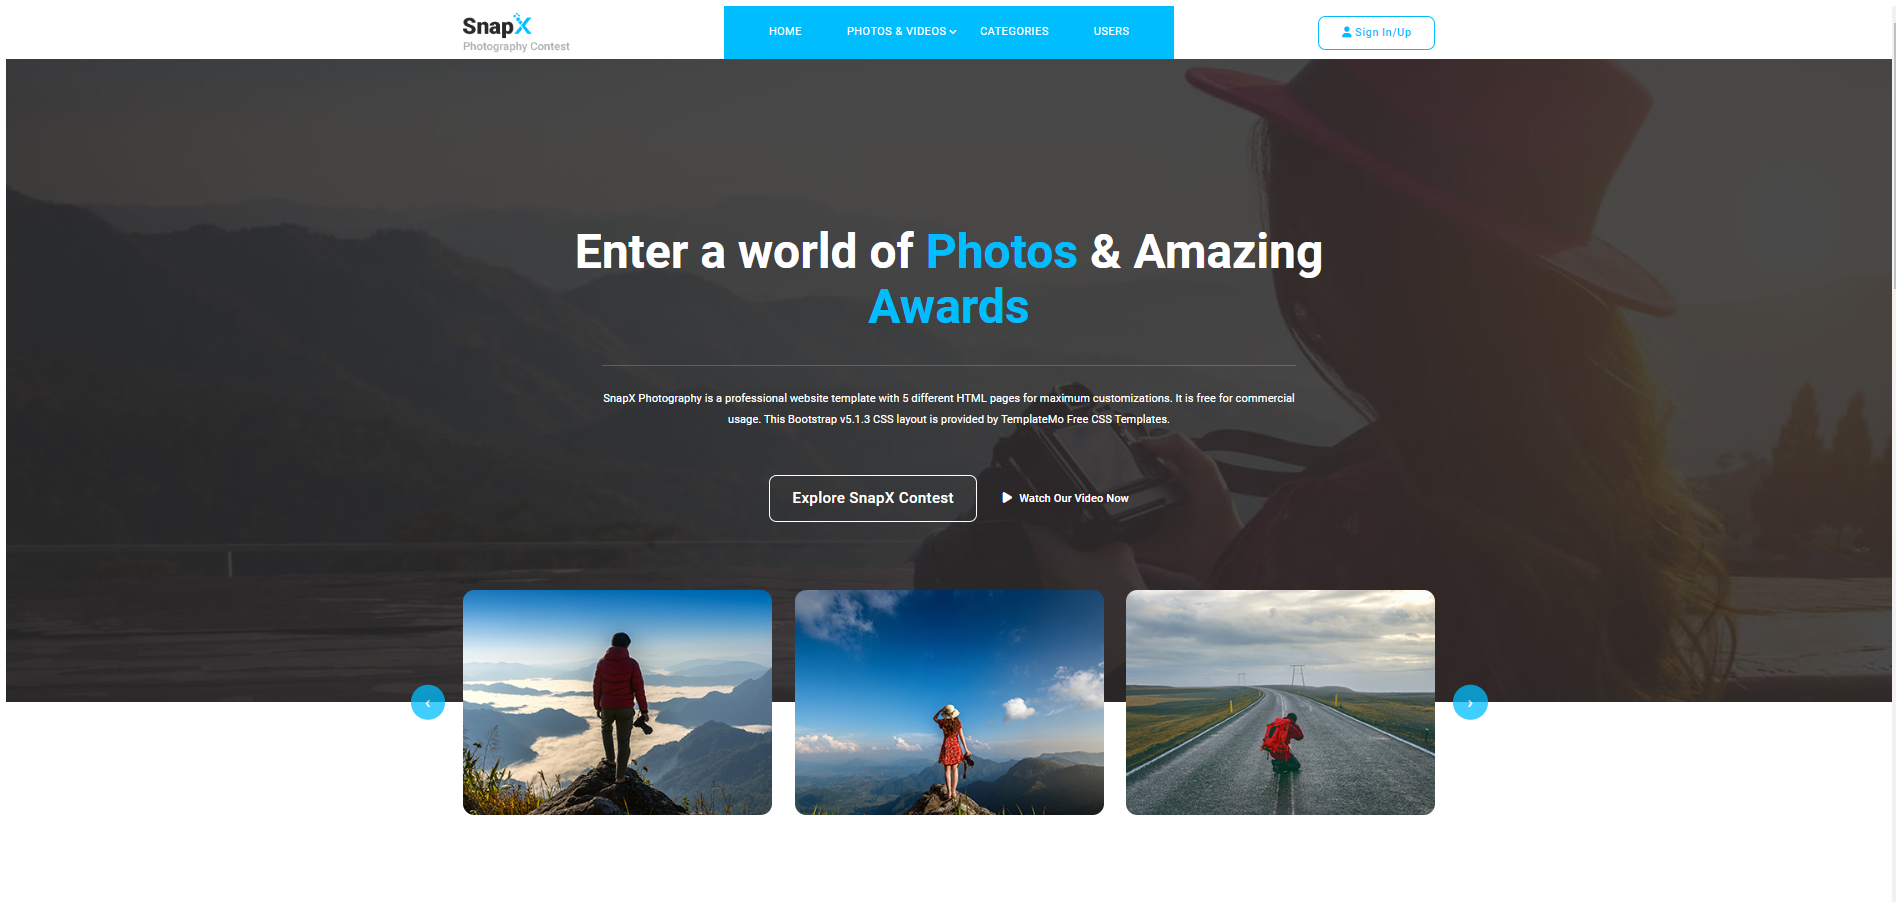 SnapX
Photography Contest
HOME
PHOTOS & VIDEOS
CATEGORIES
USERS
Sign In/Up
Enter a world of Photos & Amazing
Awards
SnapX Photography is a professional website template with 5 different HTML pages for maximum customizations. It is free for commercial
usage. This Bootstrap v5.1.3 CSS layout is provided by TemplateMo Free CSS Templates.
Explore SnapX Contest
Watch Our Video Now